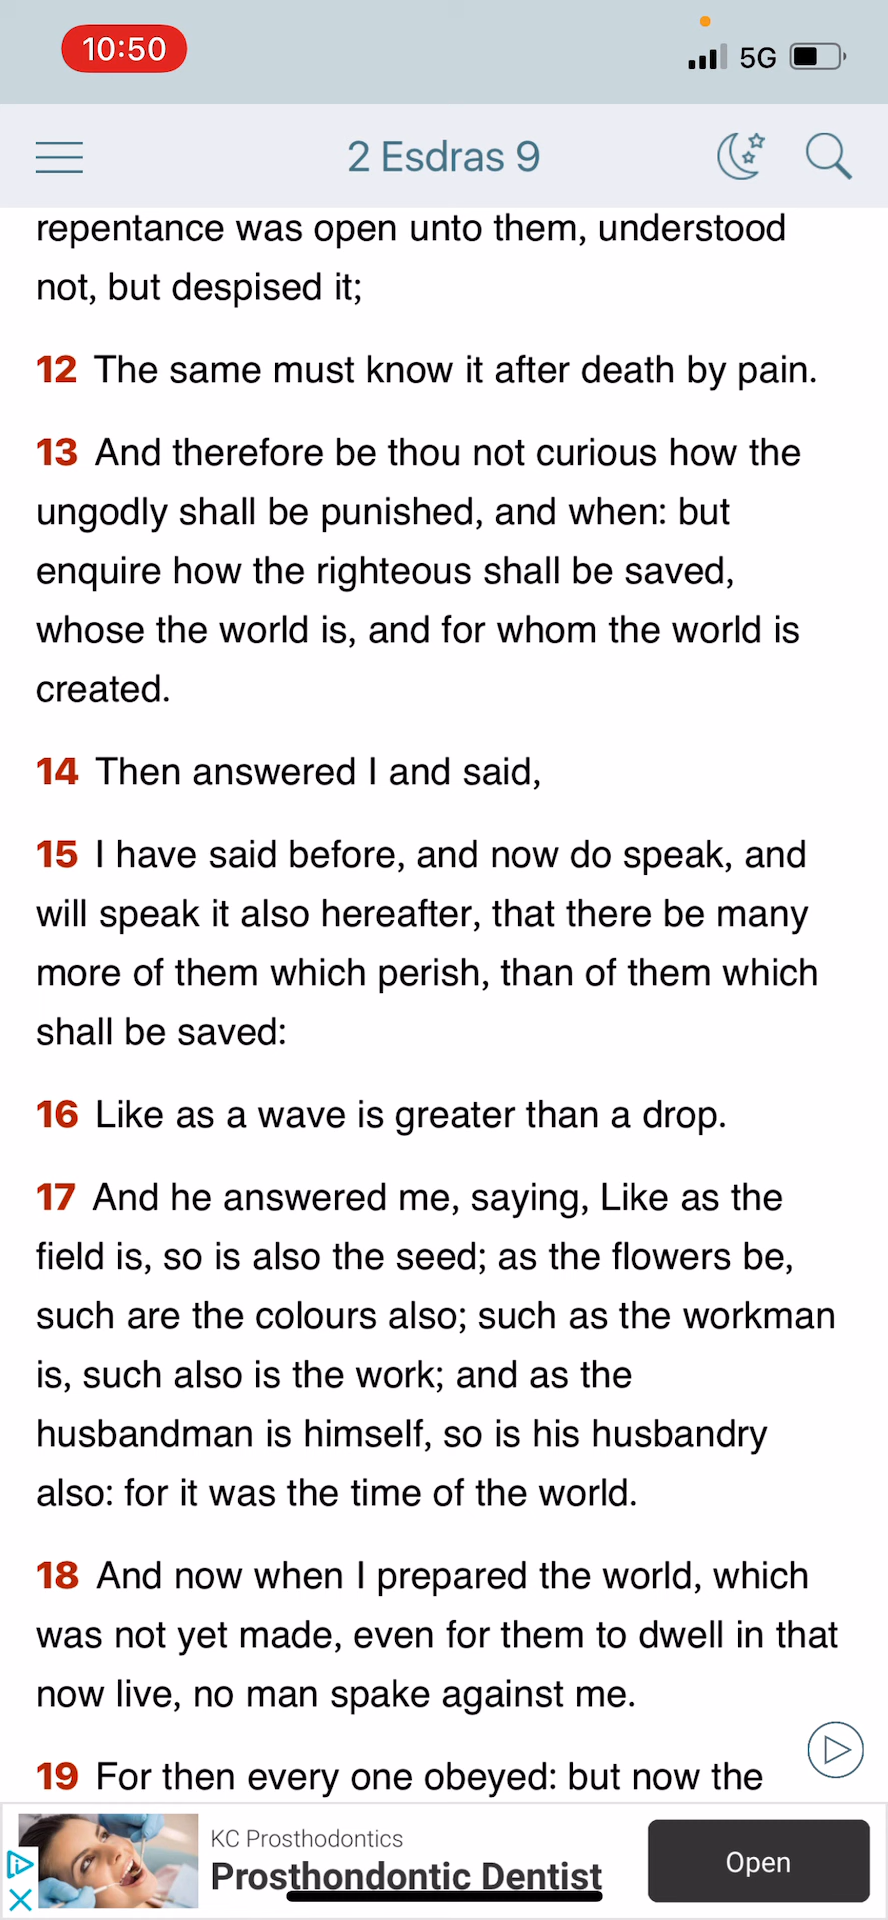 10:50
5G
2 Esdras 9
repentance was open unto them, understood
not, but despised it;
12 The same must know it after death by pain.
13 And therefore be thou not curious how the
ungodly shall be punished, and when: but
enquire how the righteous shall be saved,
whose the world is, and for whom the world is
created.
14 Then answered I and said,
15 I have said before, and now do speak, and
will speak it also hereafter, that there be many
more of them which perish, than of them which
shall be saved:
16 Like as a wave is greater than a drop.
17 And he answered me, saying, Like as the
field is, so is also the seed; as the flowers be,
such are the colours also; such as the workman
is, such also is the work; and as the
husbandman is himself, so is his husbandry
also: for it was the time of the world.
18 And now when I prepared the world, which
was not yet made, even for them to dwell in that
now live, no man spake against me.
19 For then every one obeyed: but now the
KC Prosthodontics
Prosthondontic Dentist
Open